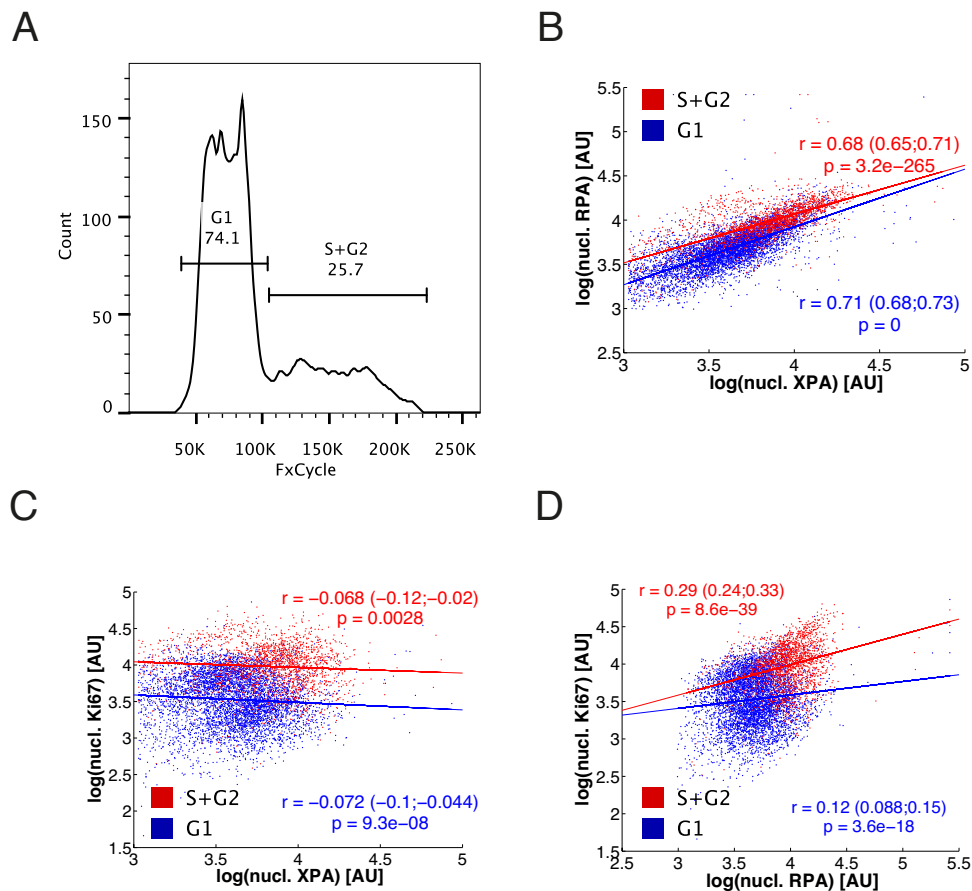 A
Count
150
100
50
0
G1
74.1
S+G2
25.7
50K 100K 150K 200K 250K
FxCycle
B
log(nucl. RPA) [AU]
5.5
5
4.5
4
3.5
3
2.5
S+G2
G1
r = 0.68 (0.65;0.71)
p = 3.2e−265
r = 0.71 (0.68;0.73)
p = 0
3 3.5 4 4.5 5
log(nucl. XPA) [AU]
C
log(nucl. Ki67) [AU]
5
4.5
4
3.5
3
2.5
2
1.5
r = −0.068 (−0.12;−0.02)
p = 0.0028
S+G2
G1
r = −0.072 (−0.1;−0.044)
p = 9.3e−08
3 3.5 4 4.5 5
log(nucl. XPA) [AU]
D
log(nucl. Ki67) [AU]
5
4.5
4
3.5
3
2.5
2
1.5
r = 0.29 (0.24;0.33)
p = 8.6e−39
S+G2
G1
r = 0.12 (0.088;0.15)
p = 3.6e−18
2.5 3 3.5 4 4.5 5 5.5
log(nucl. RPA) [AU]